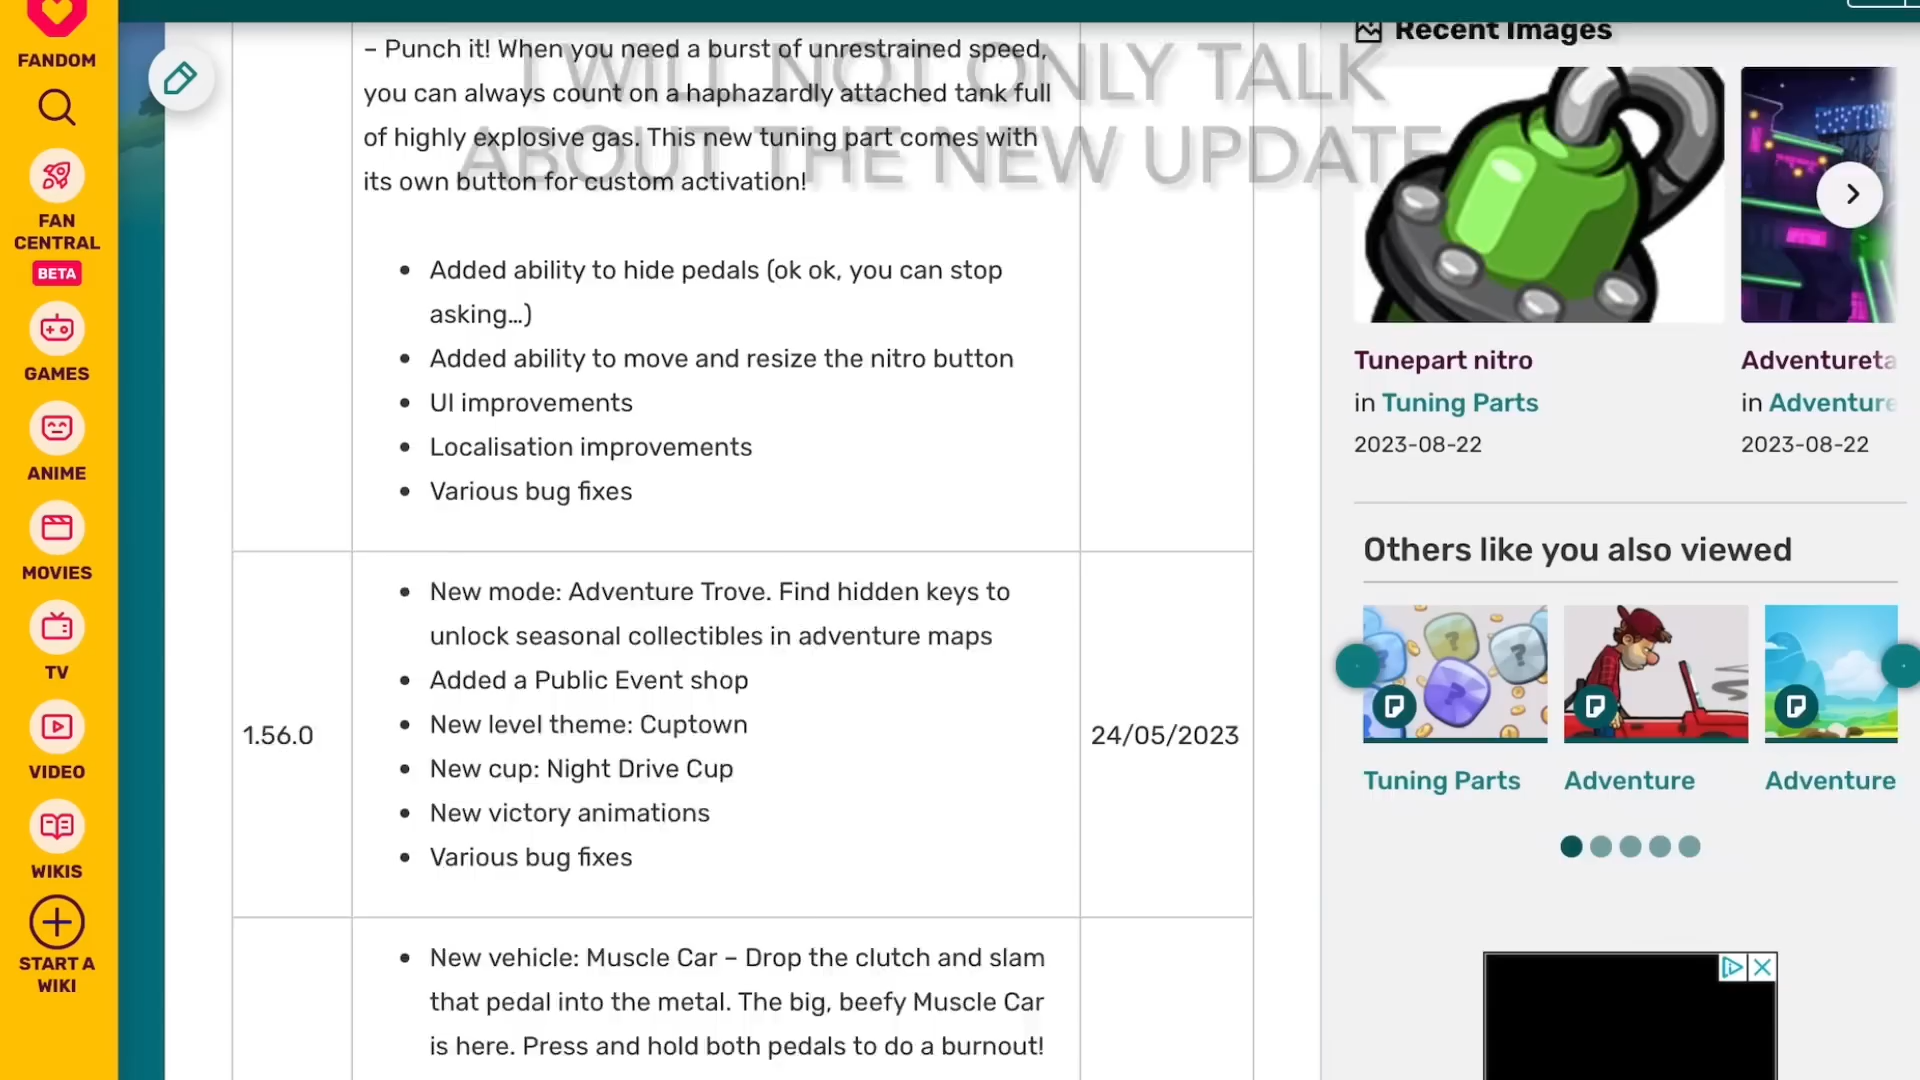 FANDOM
FAN
CENTRAL
BETA
GAMES
ANIME
MOVIES
TV
VIDEO
WIKIS
START A
WIKI
I WILL NOT ONLY TALK
ABOUT THE NEW UPDATE
– Punch it! When you need a burst of unrestrained speed,
you can always count on a haphazardly attached tank full
of highly explosive gas. This new tuning part comes with
its own button for custom activation!
Added ability to hide pedals (ok ok, you can stop
asking...)
Added ability to move and resize the nitro button
UI improvements
Localisation improvements
Various bug fixes
1.56.0
New mode: Adventure Trove. Find hidden keys to
unlock seasonal collectibles in adventure maps
Added a Public Event shop
New level theme: Cuptown
New cup: Night Drive Cup
New victory animations
Various bug fixes
24/05/2023
New vehicle: Muscle Car – Drop the clutch and slam
that pedal into the metal. The big, beefy Muscle Car
is here. Press and hold both pedals to do a burnout!
Recent Images
Tunepart nitro
in Tuning Parts
2023-08-22
Adventureta
in Adventure
2023-08-22
Others like you also viewed
Tuning Parts
Adventure
Adventure